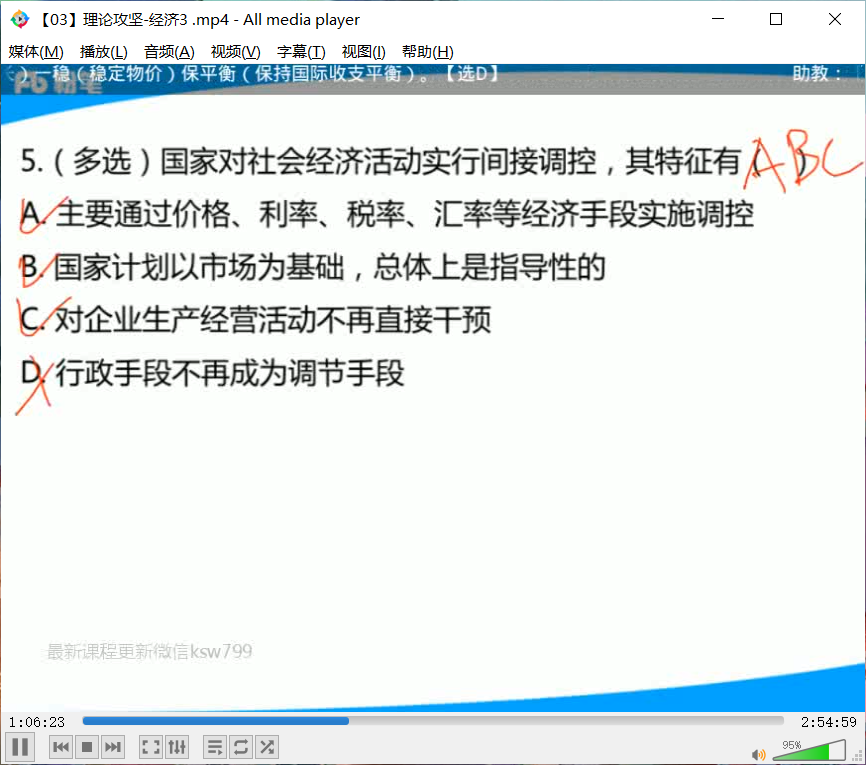 【03】理论攻坚-经济3 .mp4 - All media player
媒体(M) 播放(L) 音频(A) 视频(V) 字幕(T) 视图(I) 帮助(H)
）一稳（稳定物价）保平衡（保持国际收支平衡）。【选D】 助教：
粉笔
5.（多选）国家对社会经济活动实行间接调控，其特征有（ ） ABC
A. 主要通过价格、利率、税率、汇率等经济手段实施调控
B. 国家计划以市场为基础，总体上是指导性的
C. 对企业生产经营活动不再直接干预
D. 行政手段不再成为调节手段
最新课程更新微信ksw799
1:06:23 2:54:59
95%